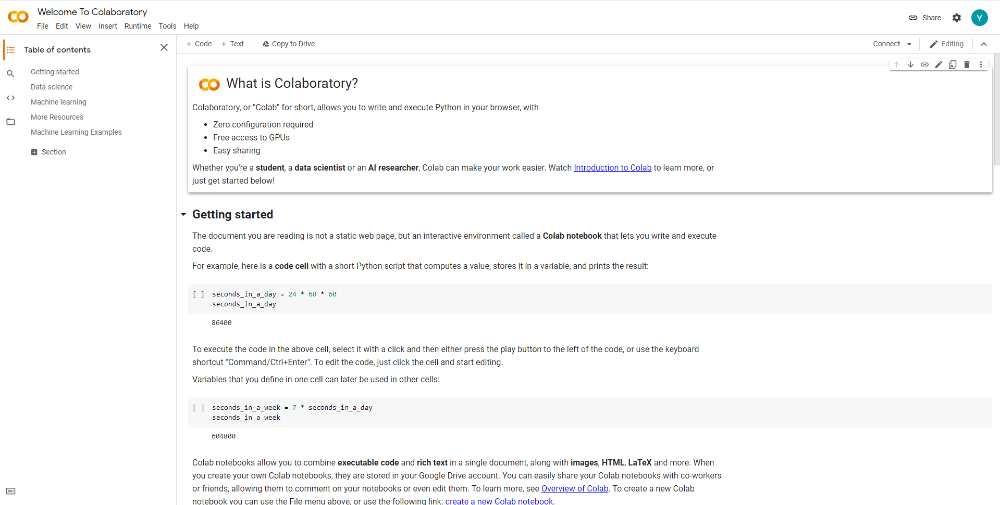 Welcome To Colaboratory
File Edit View Insert Runtime Tools Help
Share
Y
Table of contents
Getting started
Data science
Machine learning
More Resources
Machine Learning Examples
Section
+ Code + Text Copy to Drive
Connect Editing
What is Colaboratory?
Colaboratory, or "Colab" for short, allows you to write and execute Python in your browser, with
• Zero configuration required
• Free access to GPUs
• Easy sharing
Whether you're a student, a data scientist or an AI researcher, Colab can make your work easier. Watch Introduction to Colab to learn more, or
just get started below!
Getting started
The document you are reading is not a static web page, but an interactive environment called a Colab notebook that lets you write and execute
code.
For example, here is a code cell with a short Python script that computes a value, stores it in a variable, and prints the result:
[ ] seconds_in_a_day = 24 * 60 * 60
seconds_in_a_day
86400
To execute the code in the above cell, select it with a click and then either press the play button to the left of the code, or use the keyboard
shortcut "Command/Ctrl+Enter". To edit the code, just click the cell and start editing.
Variables that you define in one cell can later be used in other cells:
[ ] seconds_in_a_week = 7 * seconds_in_a_day
seconds_in_a_week
604800
Colab notebooks allow you to combine executable code and rich text in a single document, along with images, HTML, LaTeX and more. When
you create your own Colab notebooks, they are stored in your Google Drive account. You can easily share your Colab notebooks with co-workers
or friends, allowing them to comment on your notebooks or even edit them. To learn more, see Overview of Colab. To create a new Colab
notebook you can use the File menu above, or use the following link: create a new Colab notebook.